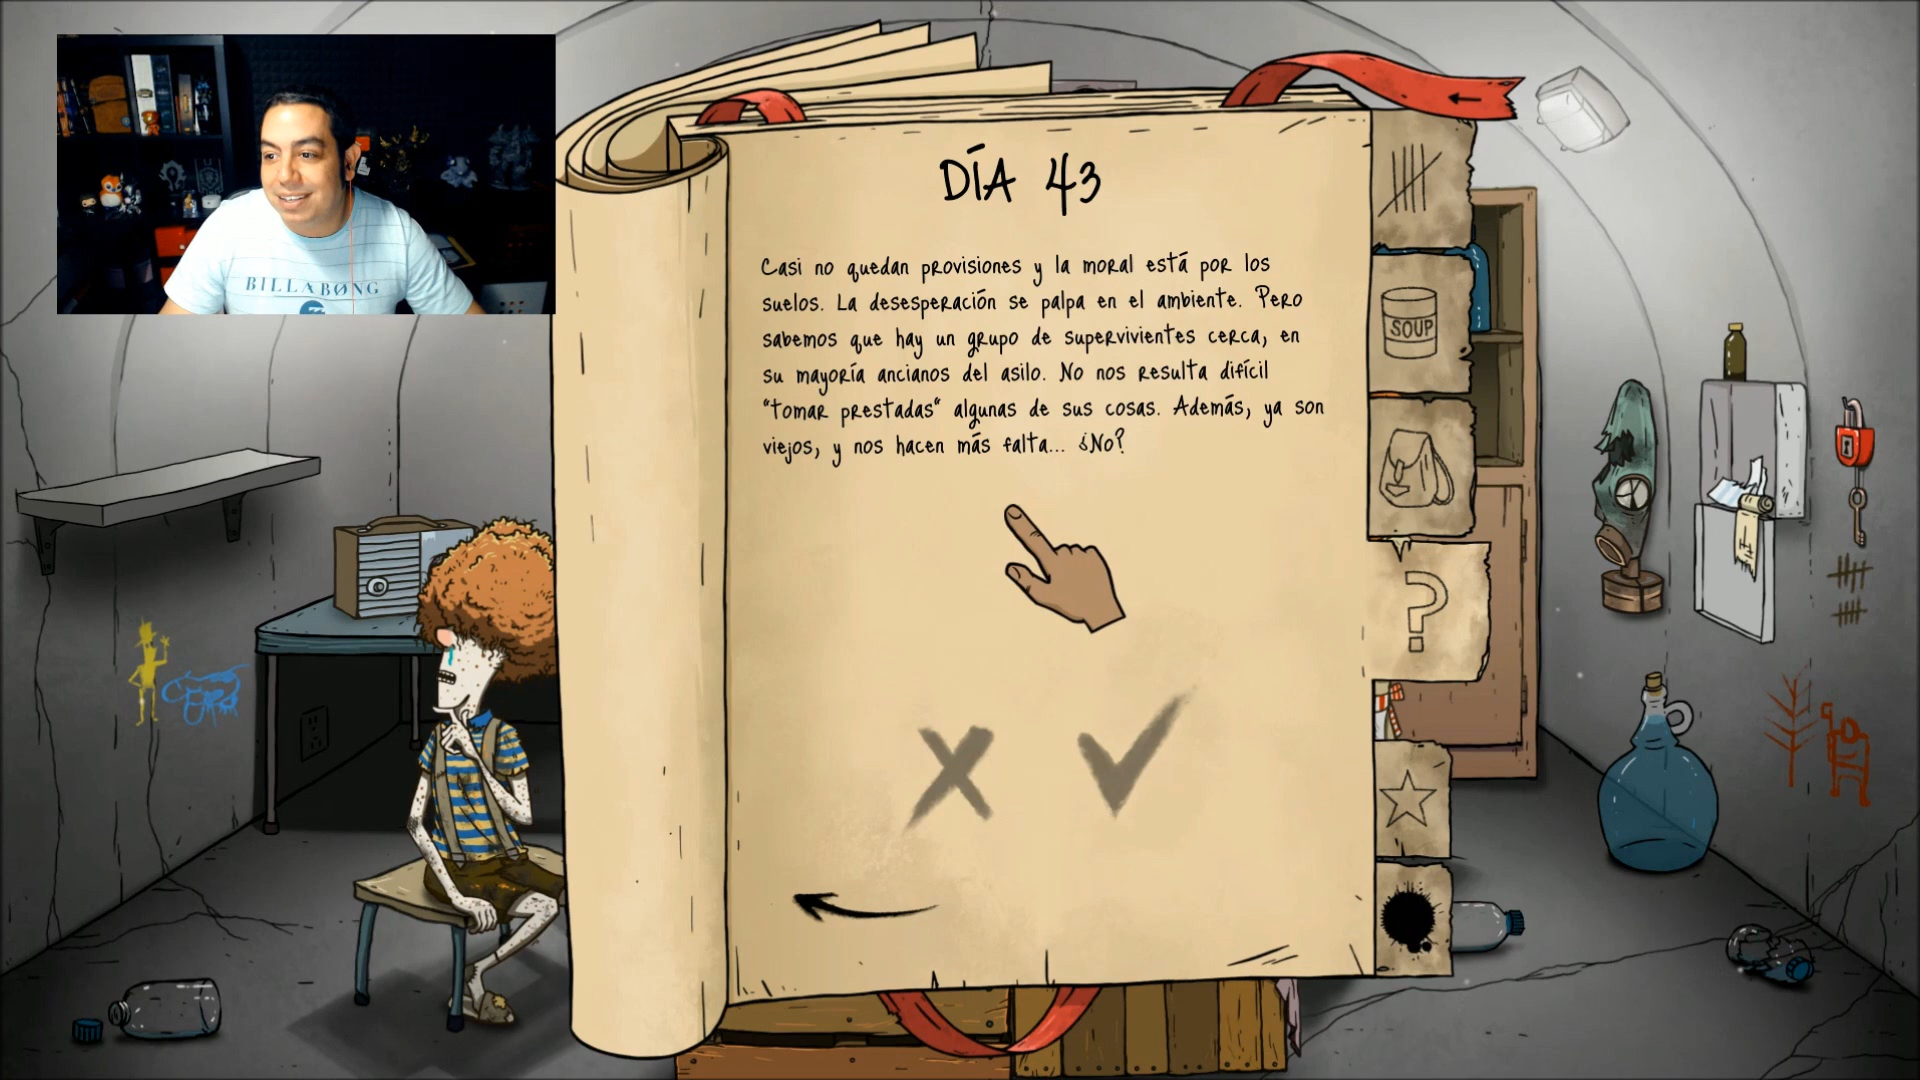 BILLABONG
DÍA 43
Casi no quedan provisiones y la moral está por los
suelos. La desesperación se palpa en el ambiente. Pero
sabemos que hay un grupo de supervivientes cerca, en
su mayoría ancianos del asilo. No nos resulta difícil
“tomar prestadas“ algunas de sus cosas. Además, ya son
viejos, y nos hacen más falta... ¿No?
SOUP